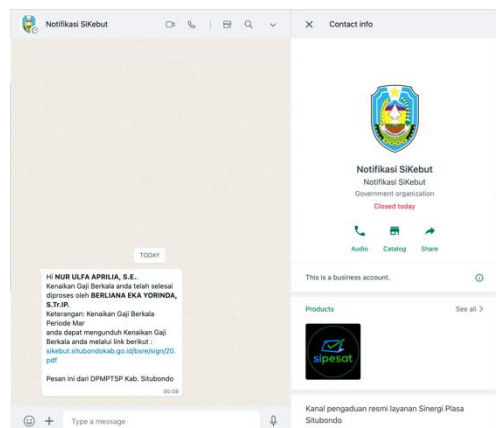 Notifikasi SiKebut
Contact info
TODAY
Hi NUR ULFA APRILIA, S.E..
Kenaikan Gaji Berkala anda telah selesai
diproses oleh BERLIANA EKA YORINDA,
S.Tr.IP.
Keterangan: Kenaikan Gaji Berkala
Periode Mar
anda dapat mengunduh Kenaikan Gaji
Berkala anda melalui link berikut :
sikebut.situbondokab.go.id/bsre/sign/20.
pdf
Pesan ini dari DPMPTSP Kab. Situbondo
00:08
Type a message
Notifikasi SiKebut
Notifikasi SiKebut
Government organization
Closed today
Audio Catalog Share
This is a business account.
Products See all >
sipesat
Kanal pengaduan resmi layanan Sinergi Plasa
Situbondo